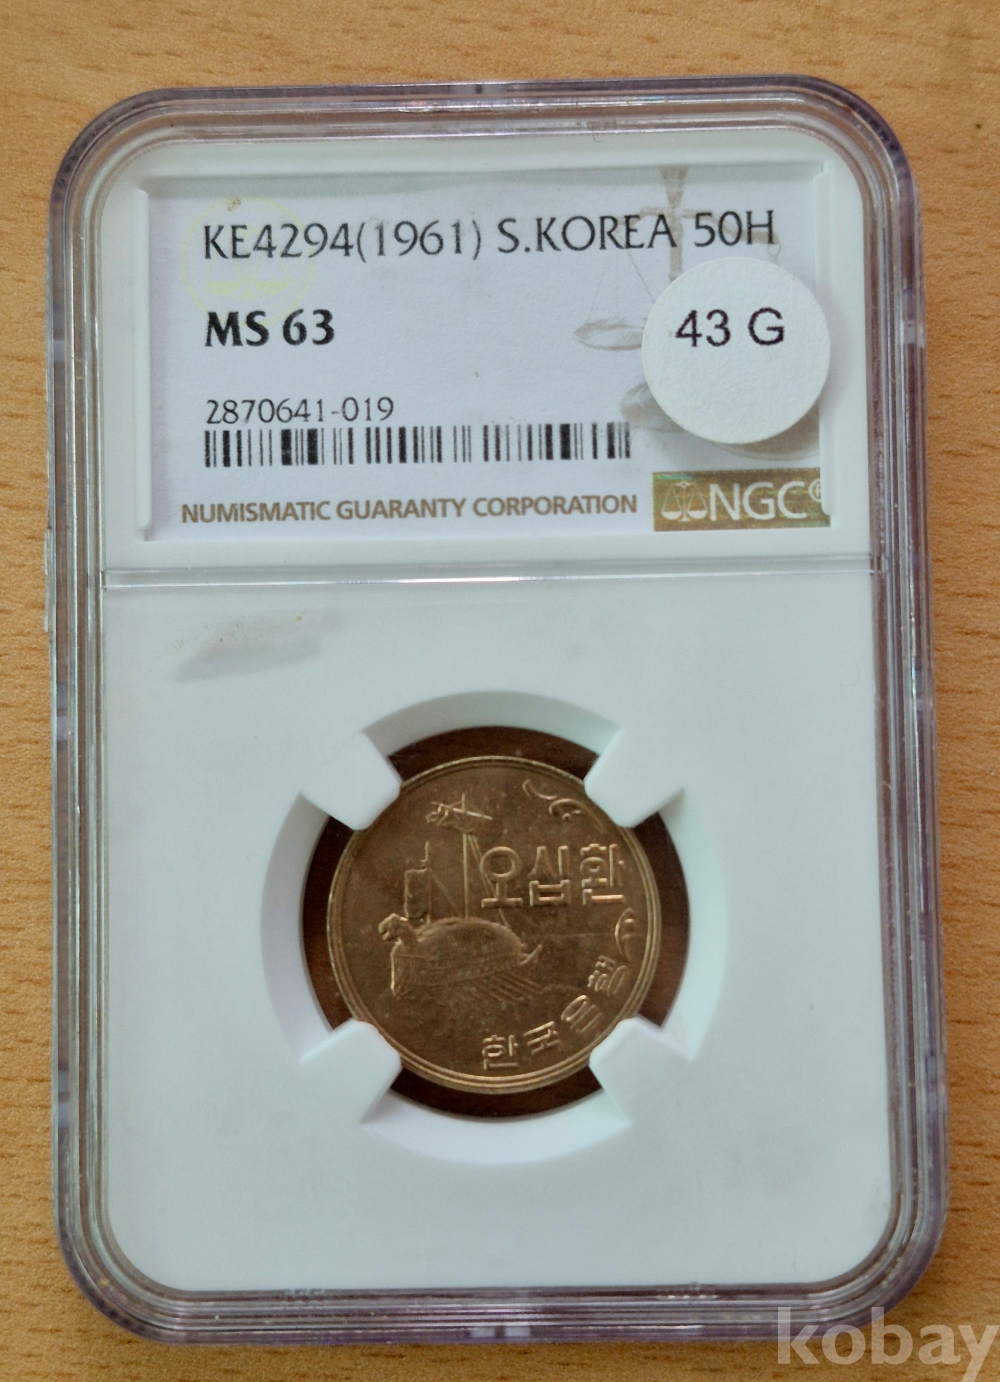 KE4294(1961) S.KOREA 50H
MS 63
43 G
2870641-019
NUMISMATIC GUARANTY CORPORATION
NGC®
오십환
한국은행
kobay